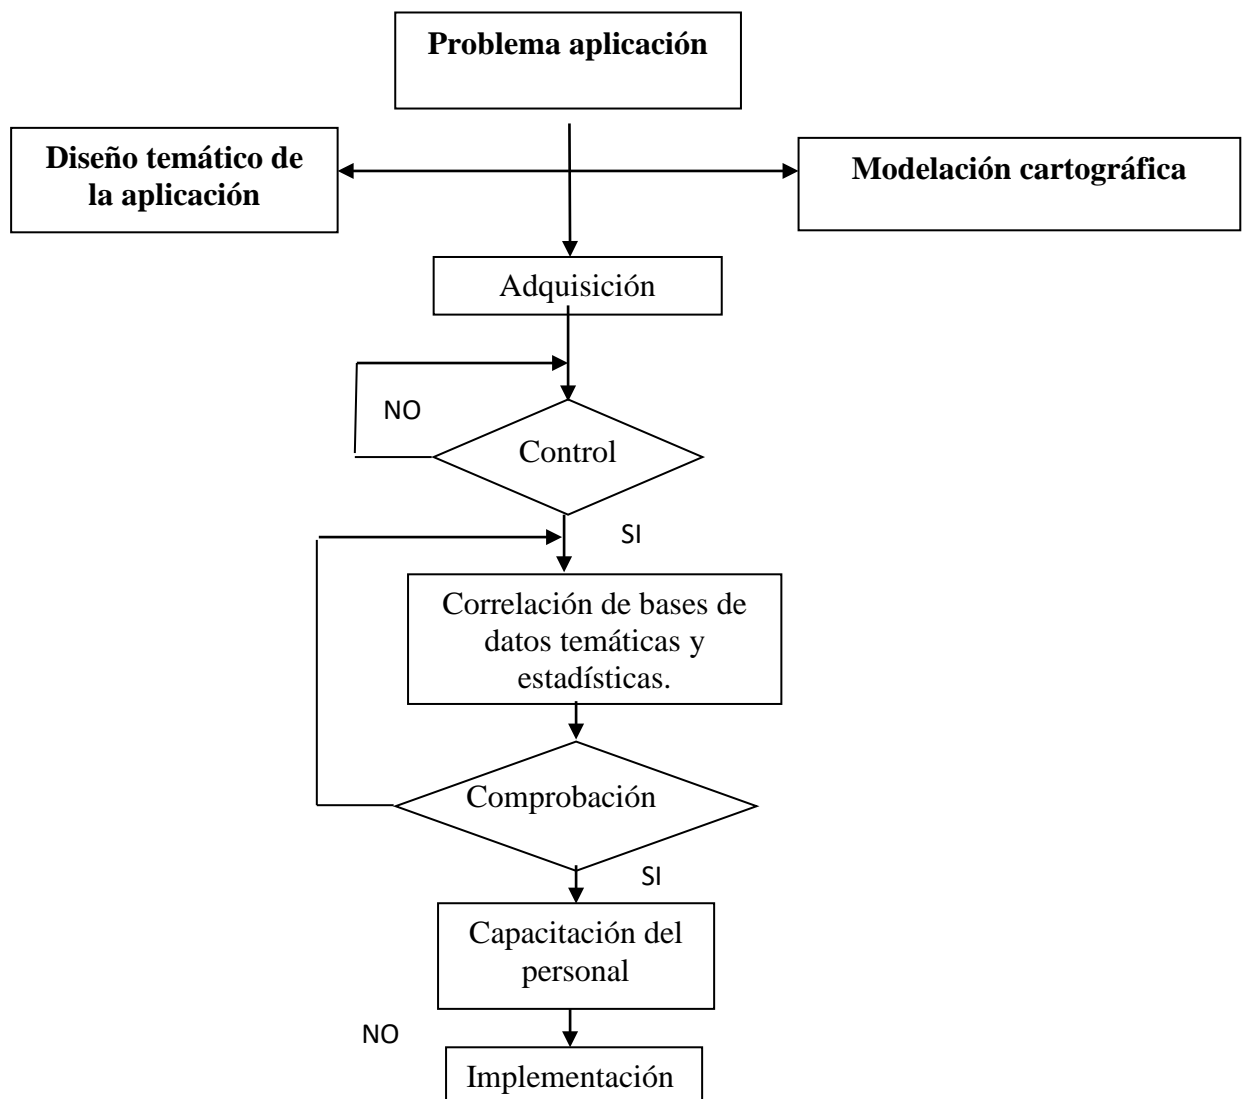 Problema aplicación
Diseño temático de
la aplicación
Modelación cartográfica
Adquisición
NO
Control
SI
Correlación de bases de
datos temáticas y
estadísticas.
Comprobación
SI
Capacitación del
personal
NO
Implementación